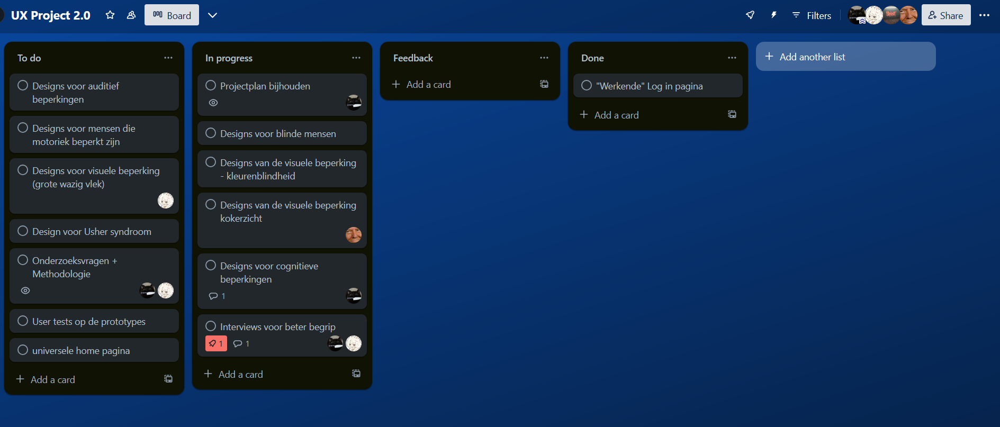 UX Project 2.0
Board
Filters
Share
To do
Designs voor auditief
beperkingen
Designs voor mensen die
motoriek beperkt zijn
Designs voor visuele beperking
(grote wazig vlek)
Design voor Usher syndroom
Onderzoeksvragen +
Methodologie
User tests op de prototypes
universele home pagina
+ Add a card
In progress
Projectplan bijhouden
Designs voor blinde mensen
Designs van de visuele beperking
- kleurenblindheid
Designs van de visuele beperking
kokerzicht
Designs voor cognitieve
beperkingen
1
Interviews voor beter begrip
1 1
+ Add a card
Feedback
+ Add a card
Done
"Werkende" Log in pagina
+ Add a card
+ Add another list